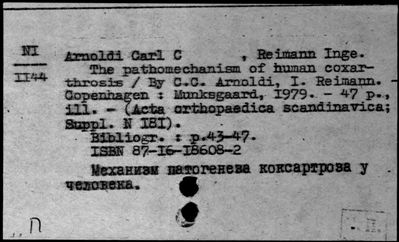 NI
1144
Arnoldi Carl C , Reimann Inge.
The pathomechanism of human coxar-
throsis / By C.C. Arnoldi, I. Reimann.
Copenhagen : Munksgaard, 1979. - 47 p.,
ill. - (Acta orthopaedica scandinavica;
Suppl. N 181).
Bibliogr. : p.43-47.
ISBN 87-16-18608-2
Механизм патогенеза коксартроза у
человека.
П